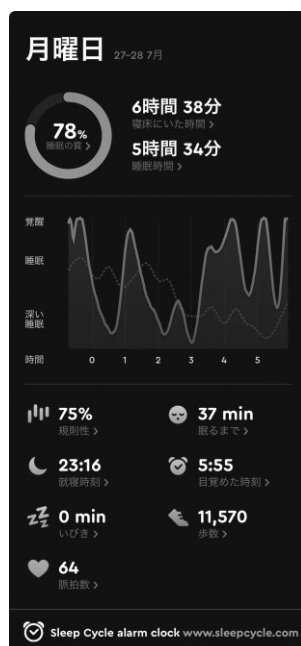 月曜日 27-28 7月
78%
睡眠の質 >
6時間 38分
寝床にいた時間 >
5時間 34分
睡眠時間 >
覚醒
睡眠
深い
睡眠
時間 0 1 2 3 4 5
75%
規則性 >
37 min
眠るまで >
23:16
就寝時刻 >
5:55
目覚めた時刻 >
0 min
いびき >
11,570
歩数 >
64
脈拍数 >
Sleep Cycle alarm clock www.sleepcycle.com